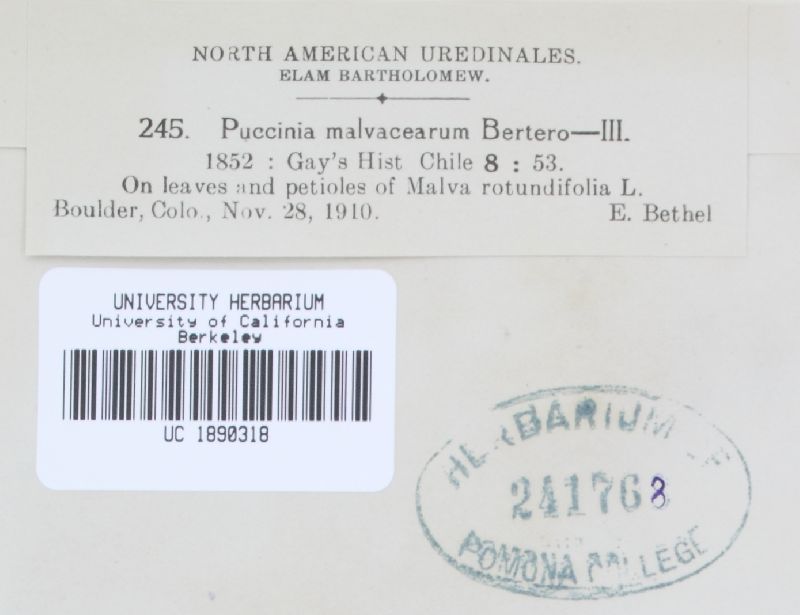 NORTH AMERICAN UREDINALES.
ELAM BARTHOLOMEW.
245. Puccinia malvacearum Bertero—III.
1852 : Gay's Hist Chile 8 : 53.
On leaves and petioles of Malva rotundifolia L.
Boulder, Colo., Nov. 28, 1910. E. Bethel
UNIVERSITY HERBARIUM
University of California
Berkeley
UC 1890318
HERBARIUM OF
241768
POMONA COLLEGE